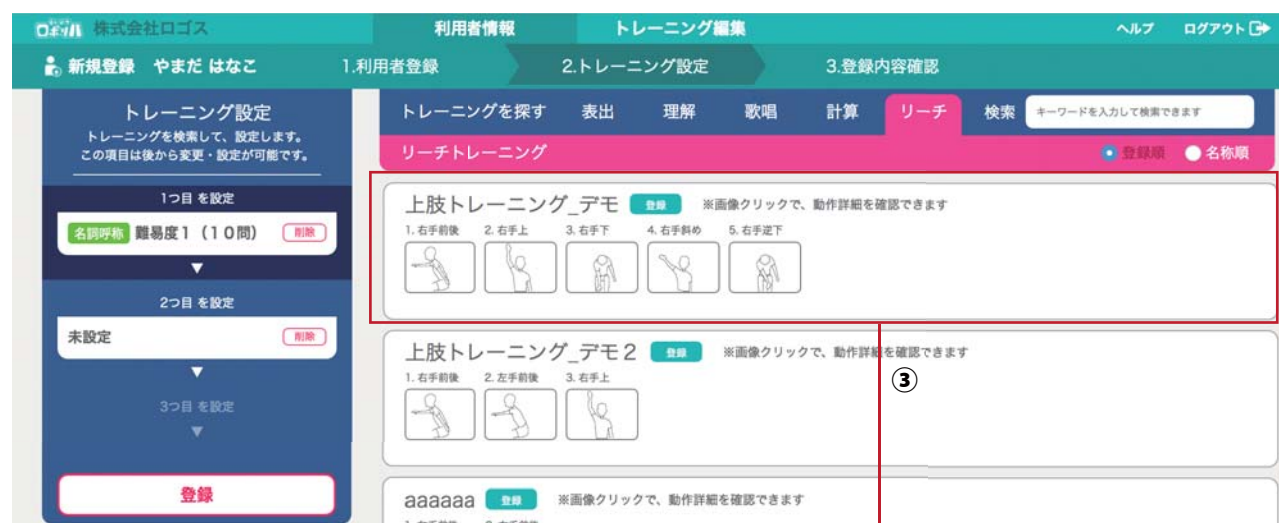 ロゴリハ 株式会社ロゴス 利用者情報 トレーニング編集 ヘルプ ログアウト
新規登録 やまだ はなこ 1.利用者登録 2.トレーニング設定 3.登録内容確認
トレーニング設定
トレーニングを検索して、設定します。
この項目は後から変更・設定が可能です。
1つ目 を設定
名詞呼称 難易度1（10問） 削除
▼
2つ目 を設定
未設定 削除
▼
3つ目 を設定
▼
登録
トレーニングを探す 表出 理解 歌唱 計算 リーチ 検索 キーワードを入力して検索できます
リーチトレーニング 登録順 名称順
上肢トレーニング_デモ 登録 ※画像クリックで、動作詳細を確認できます
1. 右手前後 2. 右手上 3. 右手下 4. 右手斜め 5. 右手逆下
上肢トレーニング_デモ2 登録 ※画像クリックで、動作詳細を確認できます
1. 右手前後 2. 左手前後 3. 右手上
③
aaaaaa 登録 ※画像クリックで、動作詳細を確認できます